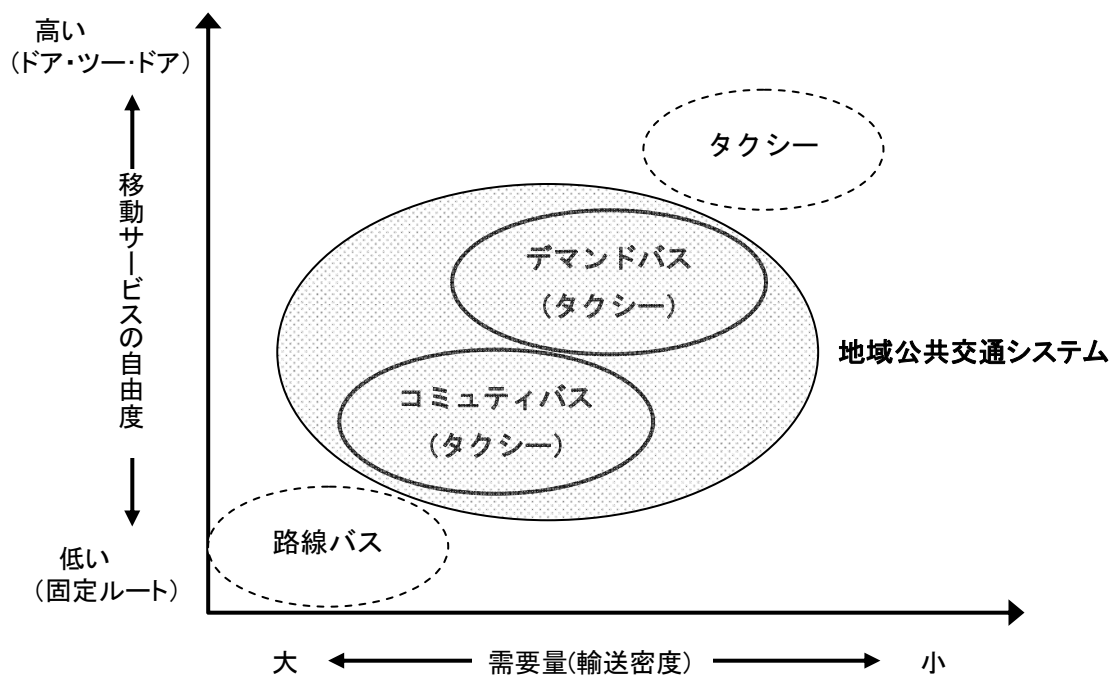 高い
(ドア・ツー・ドア)
移動サービスの自由度
低い
(固定ルート)
タクシー
デマンドバス
(タクシー)
地域公共交通システム
コミュティバス
(タクシー)
路線バス
大
需要量(輸送密度)
小